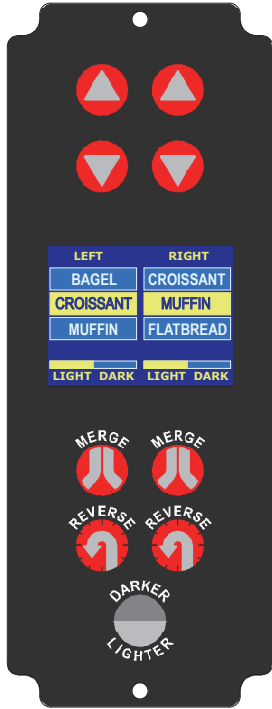 LEFT RIGHT
BAGEL CROISSANT
CROISSANT MUFFIN
MUFFIN FLATBREAD
LIGHT DARK LIGHT DARK
MERGE MERGE
REVERSE REVERSE
DARKER
LIGHTER